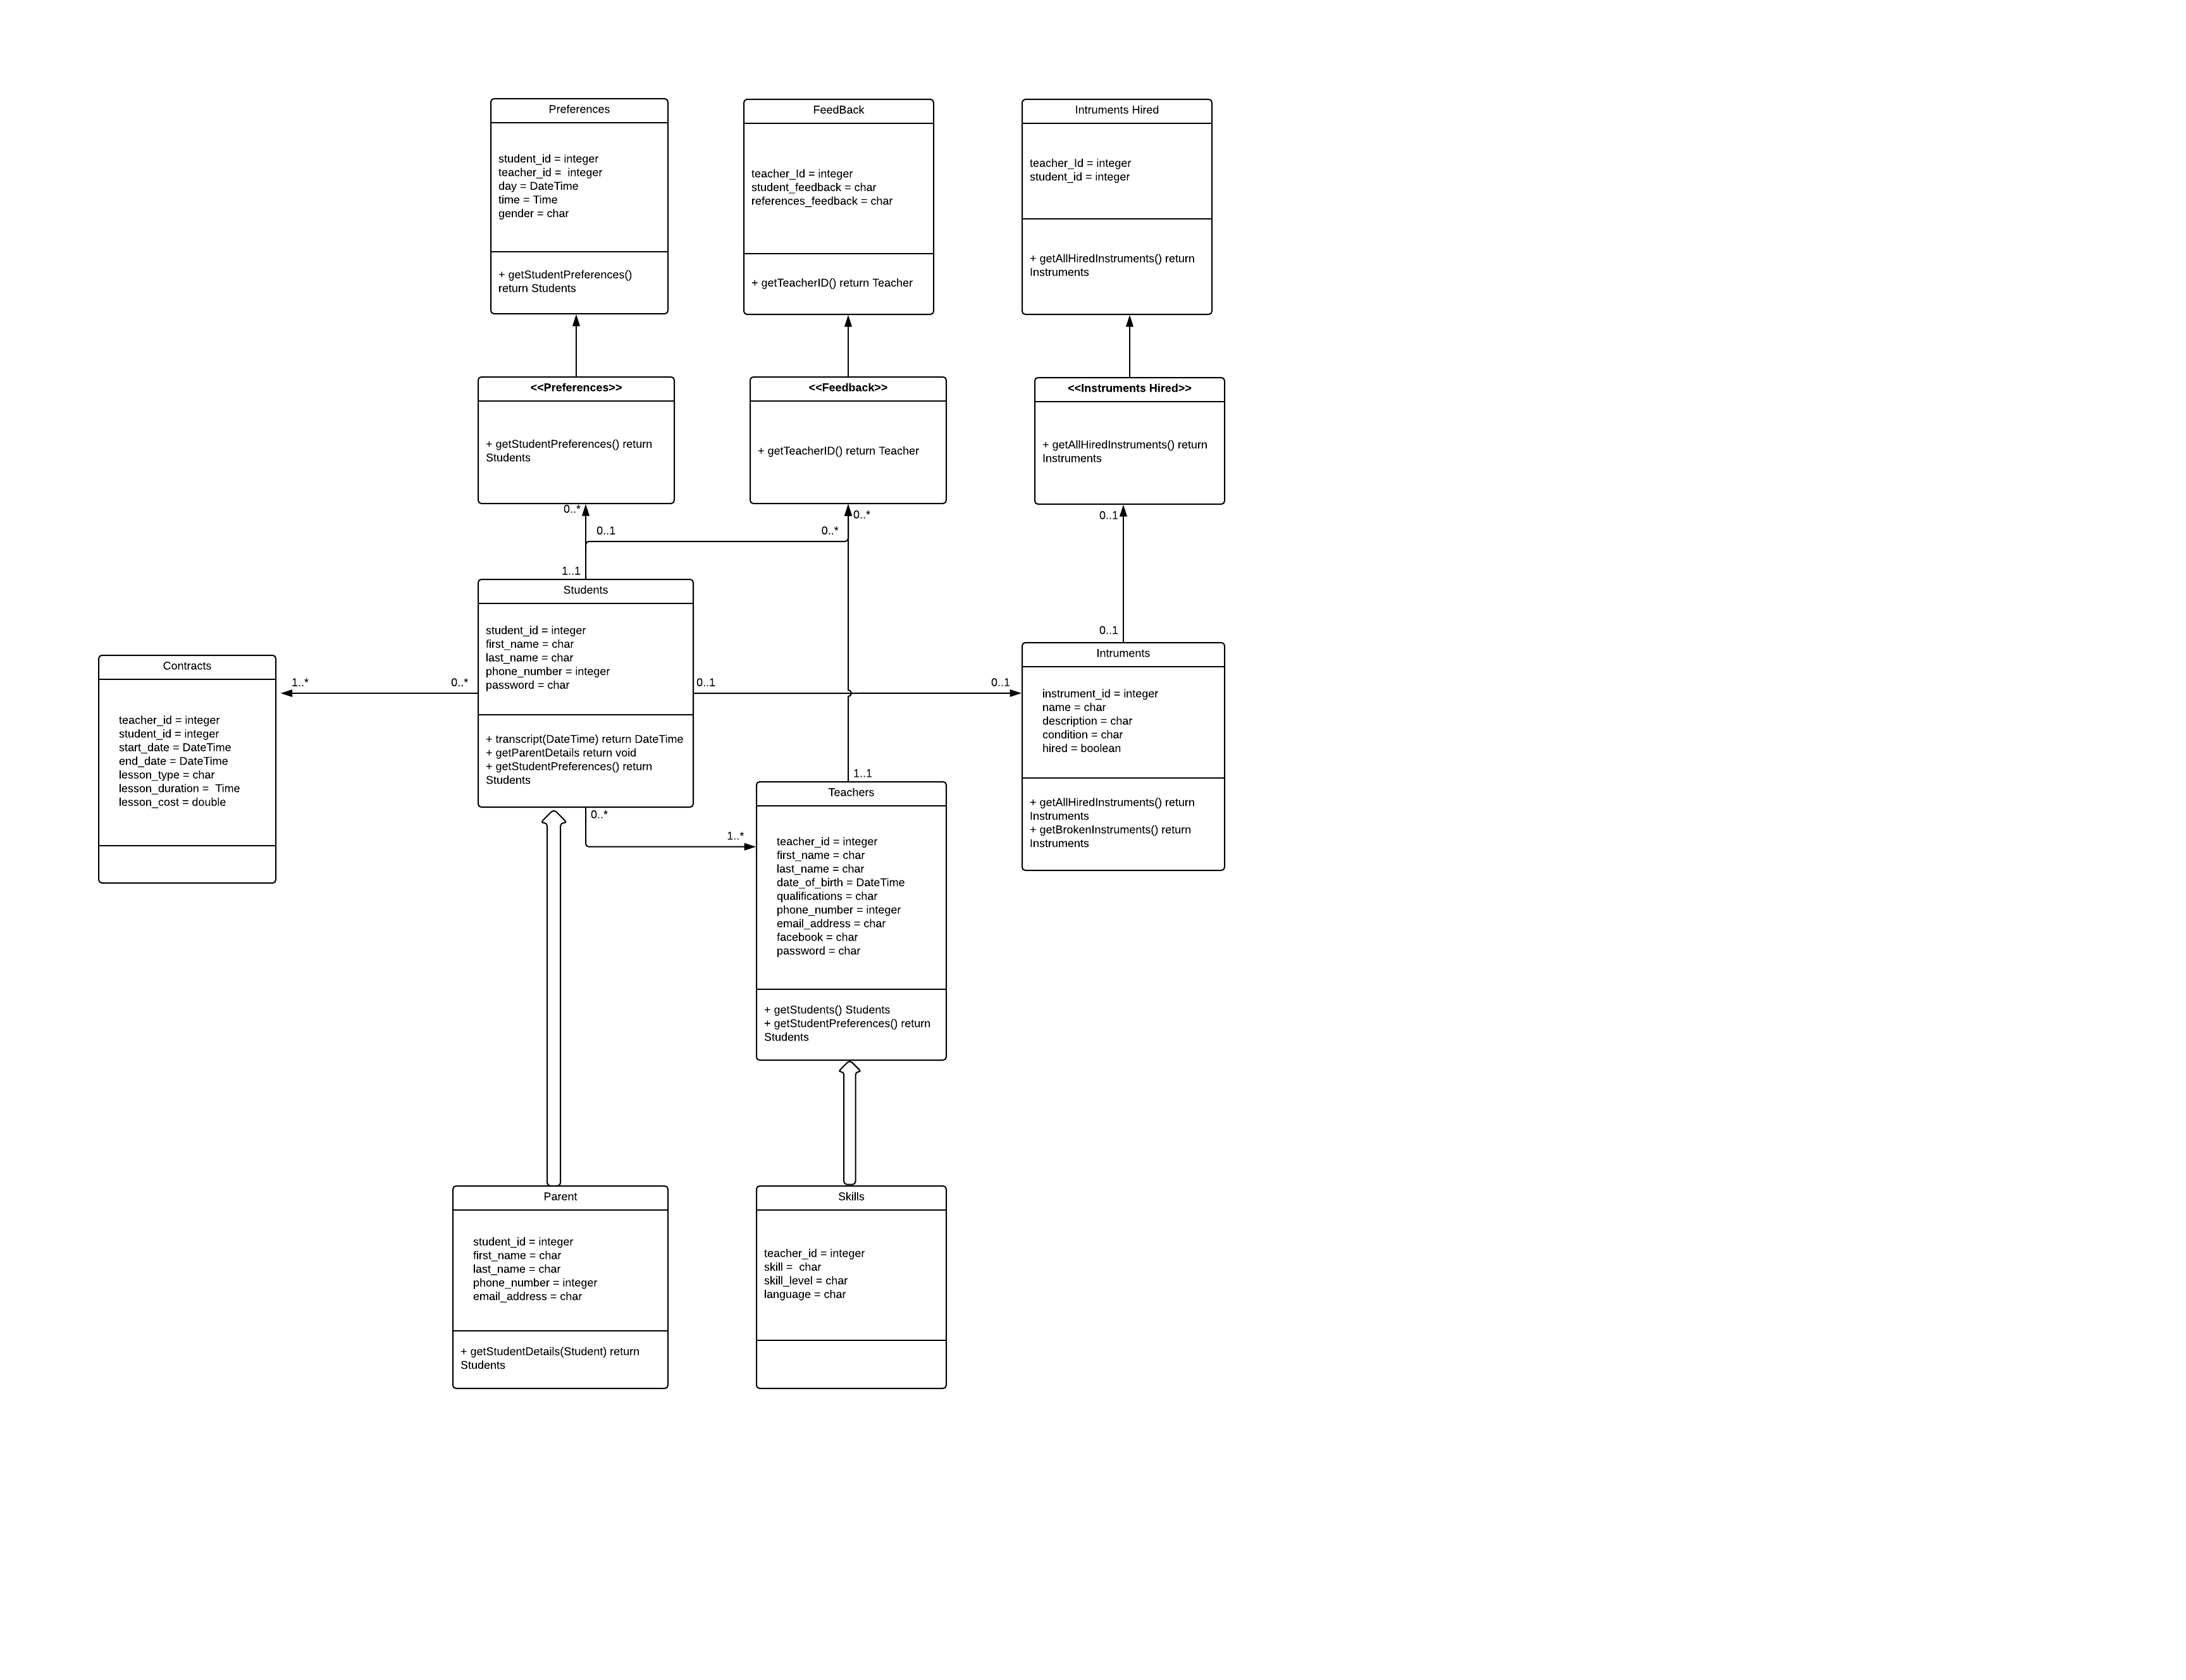 Preferences
student_id = integer
teacher_id =  integer
day = DateTime
time = Time
gender = char
+ getStudentPreferences()
return Students
FeedBack
teacher_Id = integer
student_feedback = char
references_feedback = char
+ getTeacherID() return Teacher
Intruments Hired
teacher_Id = integer
student_id = integer
+ getAllHiredInstruments() return
Instruments
<<Preferences>>
+ getStudentPreferences() return
Students
<<Feedback>>
+ getTeacherID() return Teacher
<<Instruments Hired>>
+ getAllHiredInstruments() return
Instruments
0..*
0..1
0..*
0..*
0..1
1..1
Students
student_id = integer
first_name = char
last_name = char
phone_number = integer
password = char
+ transcript(DateTime) return DateTime
+ getParentDetails return void
+ getStudentPreferences() return
Students
0..1
Contracts
teacher_id = integer
student_id = integer
start_date = DateTime
end_date = DateTime
lesson_type = char
lesson_duration =  Time
lesson_cost = double
1..*
0..*
0..1
0..1
Intruments
instrument_id = integer
name = char
description = char
condition = char
hired = boolean
+ getAllHiredInstruments() return
Instruments
+ getBrokenInstruments() return
Instruments
1..1
0..*
1..*
Teachers
teacher_id = integer
first_name = char
last_name = char
date_of_birth = DateTime
qualifications = char
phone_number = integer
email_address = char
facebook = char
password = char
+ getStudents() Students
+ getStudentPreferences() return
Students
Parent
student_id = integer
first_name = char
last_name = char
phone_number = integer
email_address = char
+ getStudentDetails(Student) return
Students
Skills
teacher_id = integer
skill =  char
skill_level = char
language = char